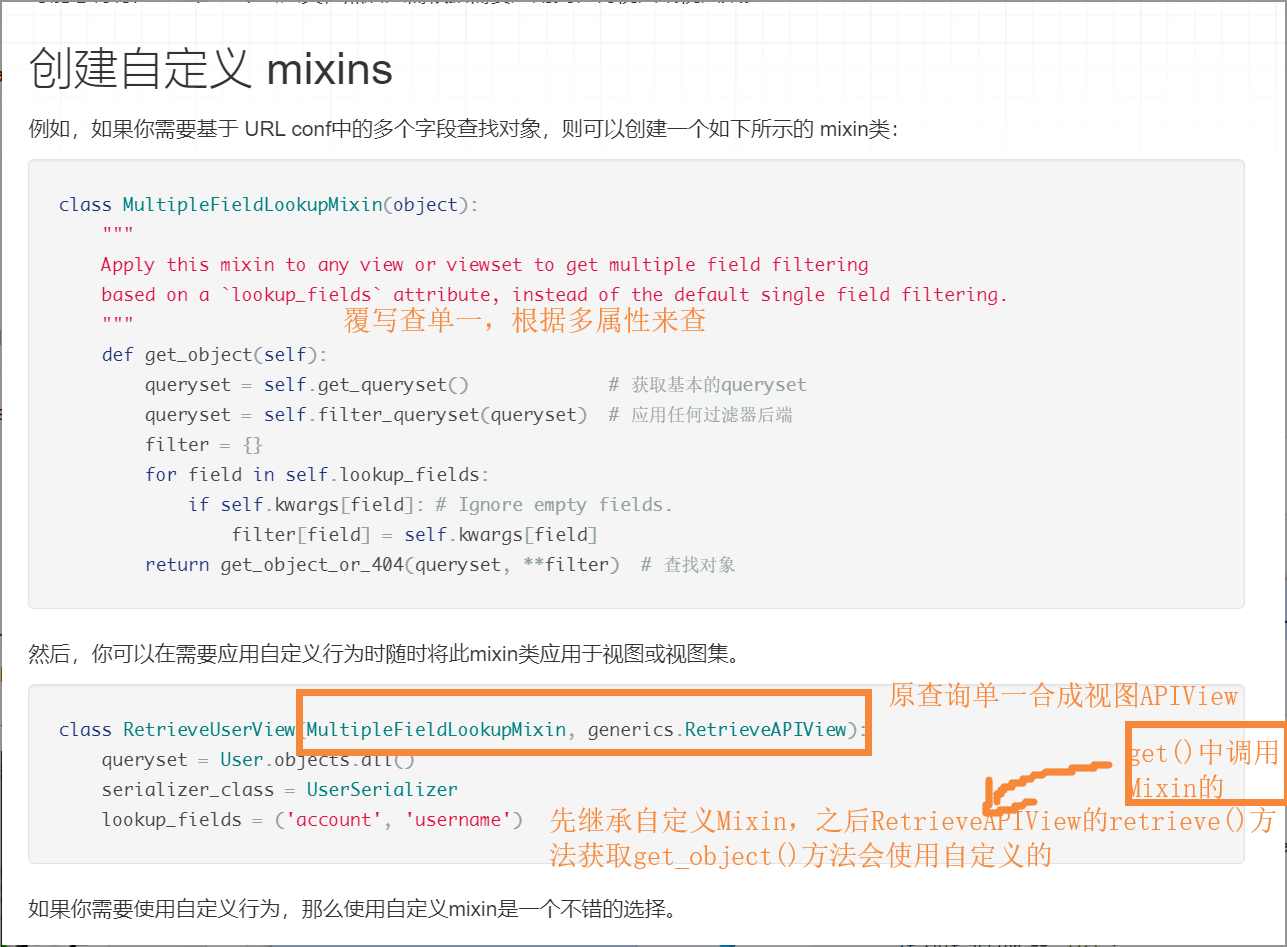 创建自定义 mixins
例如，如果你需要基于 URL conf中的多个字段查找对象，则可以创建一个如下所示的 mixin类：
class MultipleFieldLookupMixin(object):
"""
Apply this mixin to any view or viewset to get multiple field filtering
based on a `lookup_fields` attribute, instead of the default single field filtering.
"""
覆写查单一，根据多属性来查
def get_object(self):
queryset = self.get_queryset() # 获取基本的queryset
queryset = self.filter_queryset(queryset) # 应用任何过滤器后端
filter = {}
for field in self.lookup_fields:
if self.kwargs[field]: # Ignore empty fields.
filter[field] = self.kwargs[field]
return get_object_or_404(queryset, **filter) # 查找对象
然后，你可以在需要应用自定义行为时随时将此mixin类应用于视图或视图集。
原查询单一合成视图APIView
class RetrieveUserView(MultipleFieldLookupMixin, generics.RetrieveAPIView):
queryset = User.objects.all()
get()中调用
Mixin的
serializer_class = UserSerializer
lookup_fields = ('account', 'username')
先继承自定义Mixin，之后RetrieveAPIView的retrieve()方
法获取get_object()方法会使用自定义的
如果你需要使用自定义行为，那么使用自定义mixin是一个不错的选择。